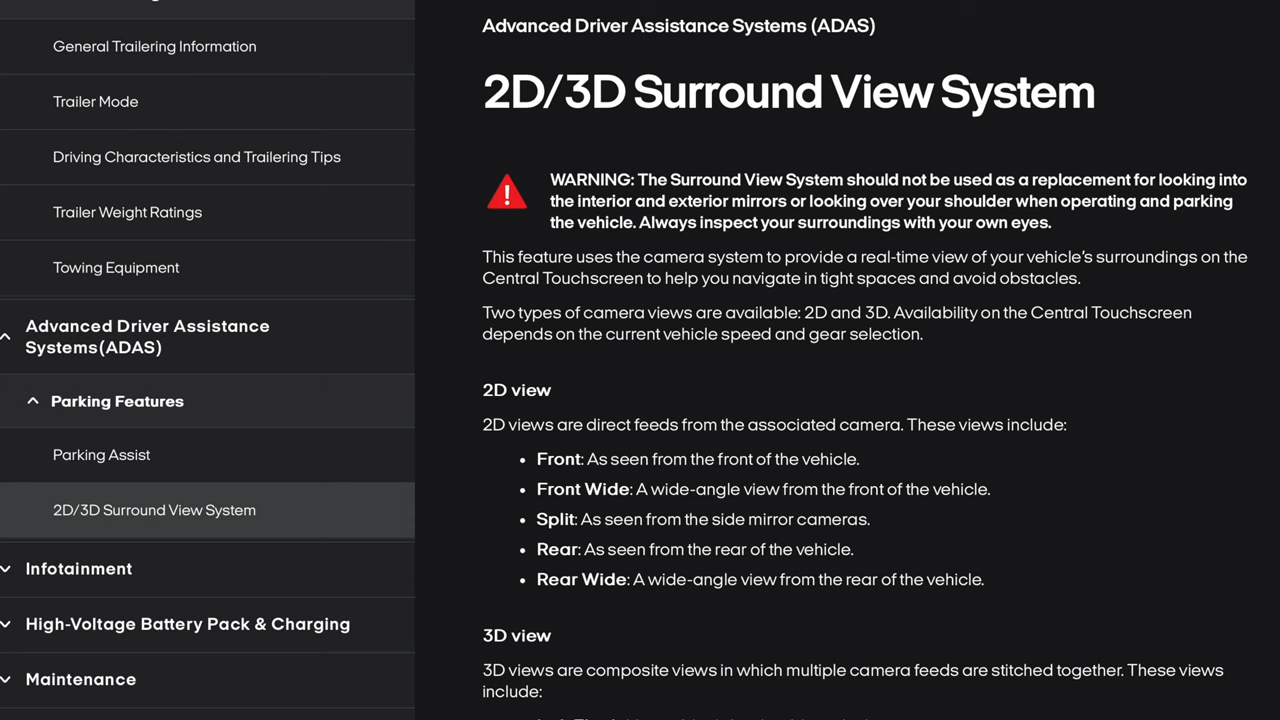 General Trailering Information
Trailer Mode
Driving Characteristics and Trailering Tips
Trailer Weight Ratings
Towing Equipment
Advanced Driver Assistance
Systems(ADAS)
Parking Features
Parking Assist
2D/3D Surround View System
Infotainment
High-Voltage Battery Pack & Charging
Maintenance
Advanced Driver Assistance Systems (ADAS)
2D/3D Surround View System
WARNING: The Surround View System should not be used as a replacement for looking into
the interior and exterior mirrors or looking over your shoulder when operating and parking
the vehicle. Always inspect your surroundings with your own eyes.
This feature uses the camera system to provide a real-time view of your vehicle's surroundings on the
Central Touchscreen to help you navigate in tight spaces and avoid obstacles.
Two types of camera views are available: 2D and 3D. Availability on the Central Touchscreen
depends on the current vehicle speed and gear selection.
2D view
2D views are direct feeds from the associated camera. These views include:
• Front: As seen from the front of the vehicle.
• Front Wide: A wide-angle view from the front of the vehicle.
• Split: As seen from the side mirror cameras.
• Rear: As seen from the rear of the vehicle.
• Rear Wide: A wide-angle view from the rear of the vehicle.
3D view
3D views are composite views in which multiple camera feeds are stitched together. These views
include: